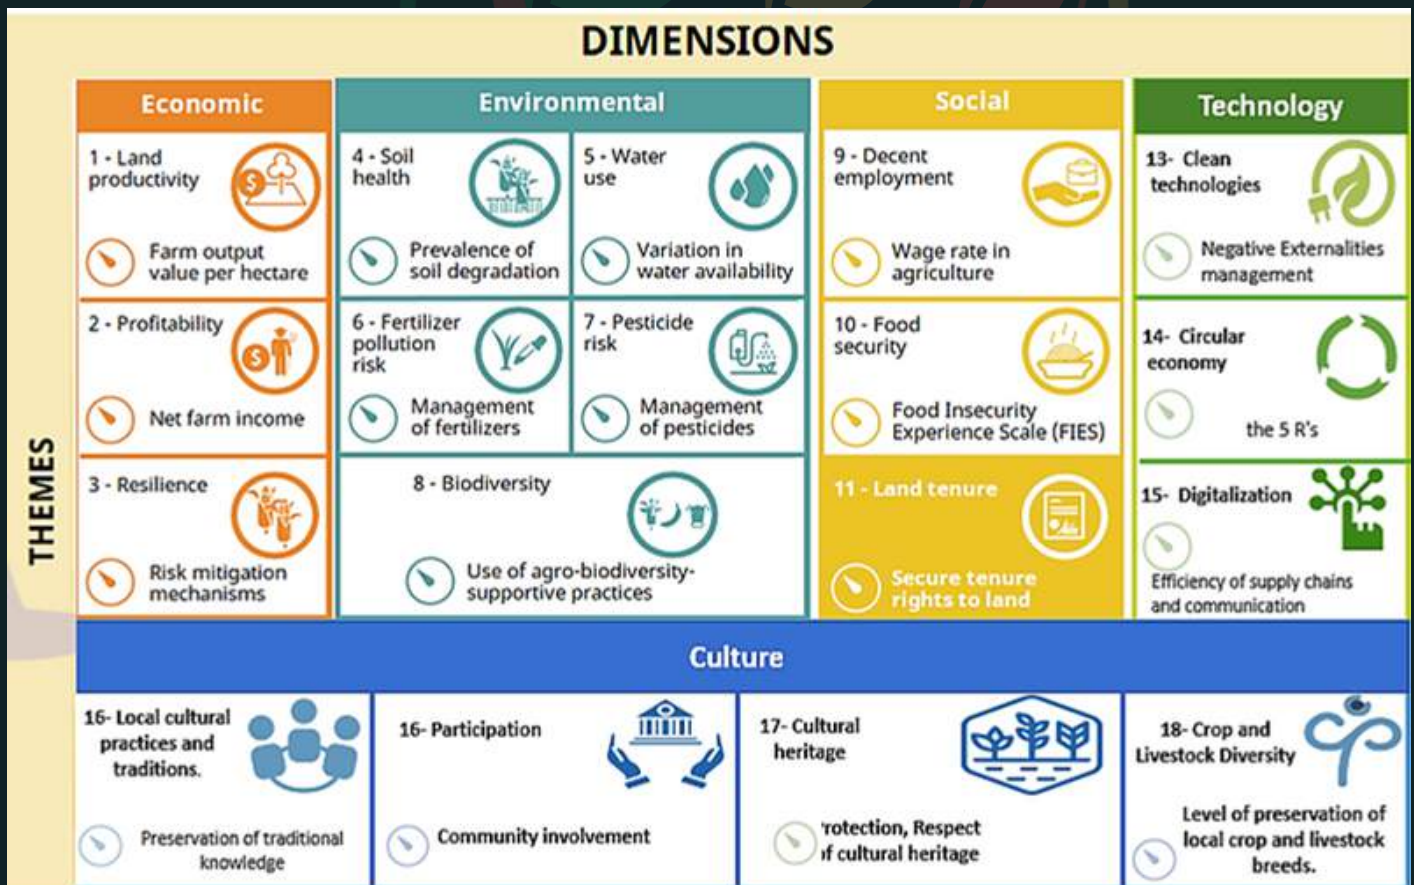 DIMENSIONS
THEMES
Economic
1 - Land
productivity
Farm output
value per hectare
2 - Profitability
Net farm income
3 - Resilience
Risk mitigation
mechanisms
Environmental
4 - Soil
health
Prevalence of
soil degradation
5 - Water
use
Variation in
water availability
6 - Fertilizer
pollution
risk
Management
of fertilizers
7 - Pesticide
risk
Management
of pesticides
8 - Biodiversity
Use of agro-biodiversity-
supportive practices
Social
9 - Decent
employment
Wage rate in
agriculture
10 - Food
security
Food Insecurity
Experience Scale (FIES)
11 - Land tenure
Secure tenure
rights to land
Technology
13- Clean
technologies
Negative Externalities
management
14- Circular
economy
the 5 R's
15- Digitalization
Efficiency of supply chains
and communication
Culture
16- Local cultural
practices and
traditions.
Preservation of traditional
knowledge
16- Participation
Community involvement
17- Cultural
heritage
rotection, Respect
of cultural heritage
18- Crop and
Livestock Diversity
Level of preservation of
local crop and livestock
breeds.